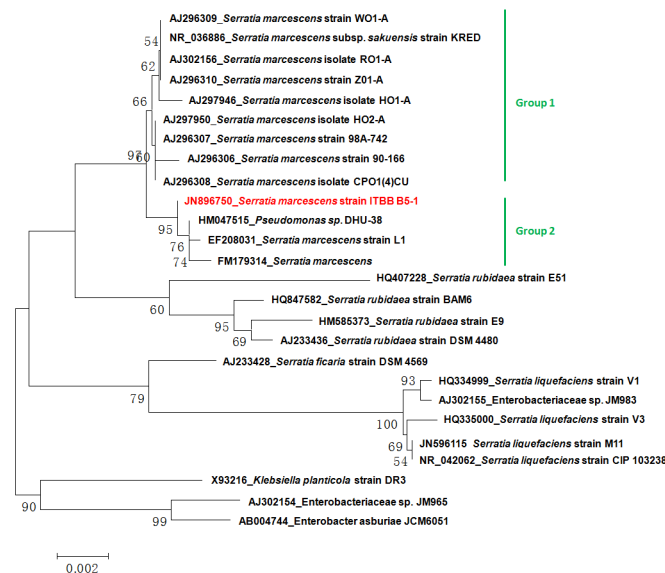 AJ296309_Serratia marcescens strain WO1-A
54
NR_036886_Serratia marcescens subsp. sakuensis strain KRED
62
AJ302156_Serratia marcescens isolate RO1-A
AJ296310_Serratia marcescens strain Z01-A
66
AJ297946_Serratia marcescens isolate HO1-A
Group 1
AJ297950_Serratia marcescens isolate HO2-A
AJ296307_Serratia marcescens strain 98A-742
60
AJ296306_Serratia marcescens strain 90-166
AJ296308_Serratia marcescens isolate CPO1(4)CU
JN896750_Serratia marcescens strain ITBB B5-1
95
HM047515_Pseudomonas sp. DHU-38
Group 2
76
EF208031_Serratia marcescens strain L1
74
FM179314_Serratia marcescens
HQ407228_Serratia rubidaea strain E51
60
HQ847582_Serratia rubidaea strain BAM6
95
HM585373_Serratia rubidaea strain E9
69
AJ233436_Serratia rubidaea strain DSM 4480
AJ233428_Serratia ficaria strain DSM 4569
79
93
HQ334999_Serratia liquefaciens strain V1
AJ302155_Enterobacteriaceae sp. JM983
100
HQ335000_Serratia liquefaciens strain V3
69
JN596115_Serratia liquefaciens strain M11
54
NR_042062_Serratia liquefaciens strain CIP 103238
X93216_Klebsiella planticola strain DR3
90
AJ302154_Enterobacteriaceae sp. JM965
99
AB004744_Enterobacter asburiae JCM6051
0.002